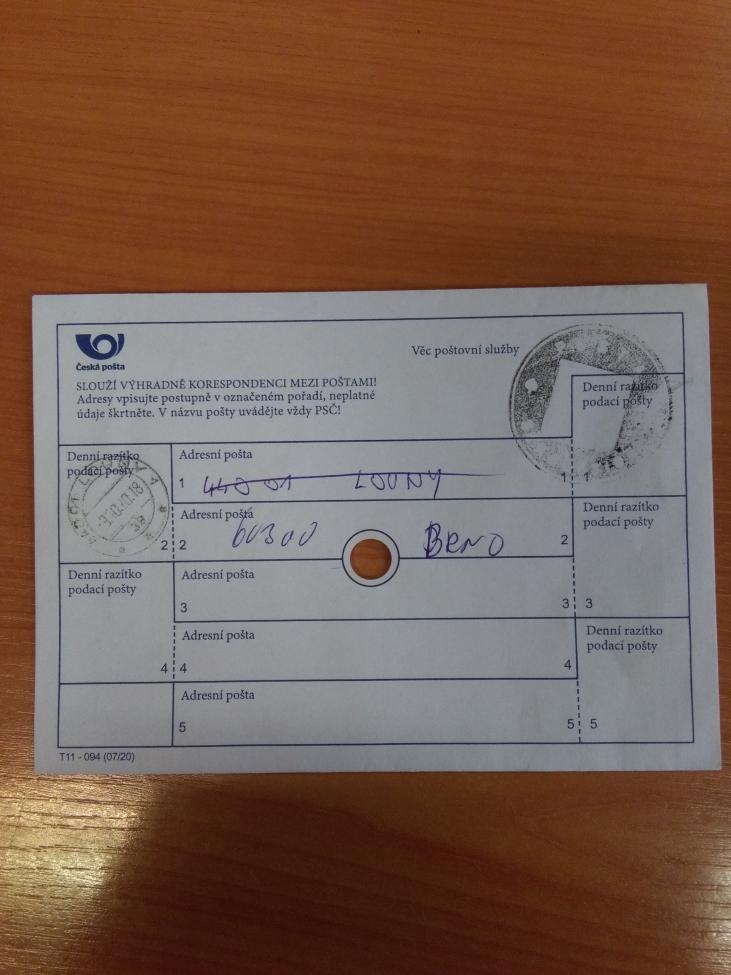 Česká pošta
Věc poštovní služby
SLOUŽÍ VÝHRADNĚ KORESPONDENCI MEZI POŠTAMI!
Adresy vpisujte postupně v označeném pořadí, neplatné
údaje škrtněte. V názvu pošty uvádějte vždy PSČ!
Denní razítko
podací pošty
1
Denní razítko
podací pošty
2
Adresní pošta
1 440 01 LOUNY 1
Adresní pošta
2 60300 BRNO 2
Denní razítko
podací pošty
3
Adresní pošta
3 3
Denní razítko
podací pošty
4
Adresní pošta
4 4
Denní razítko
podací pošty
5
Adresní pošta
5 5
T11 - 094 (07/20)